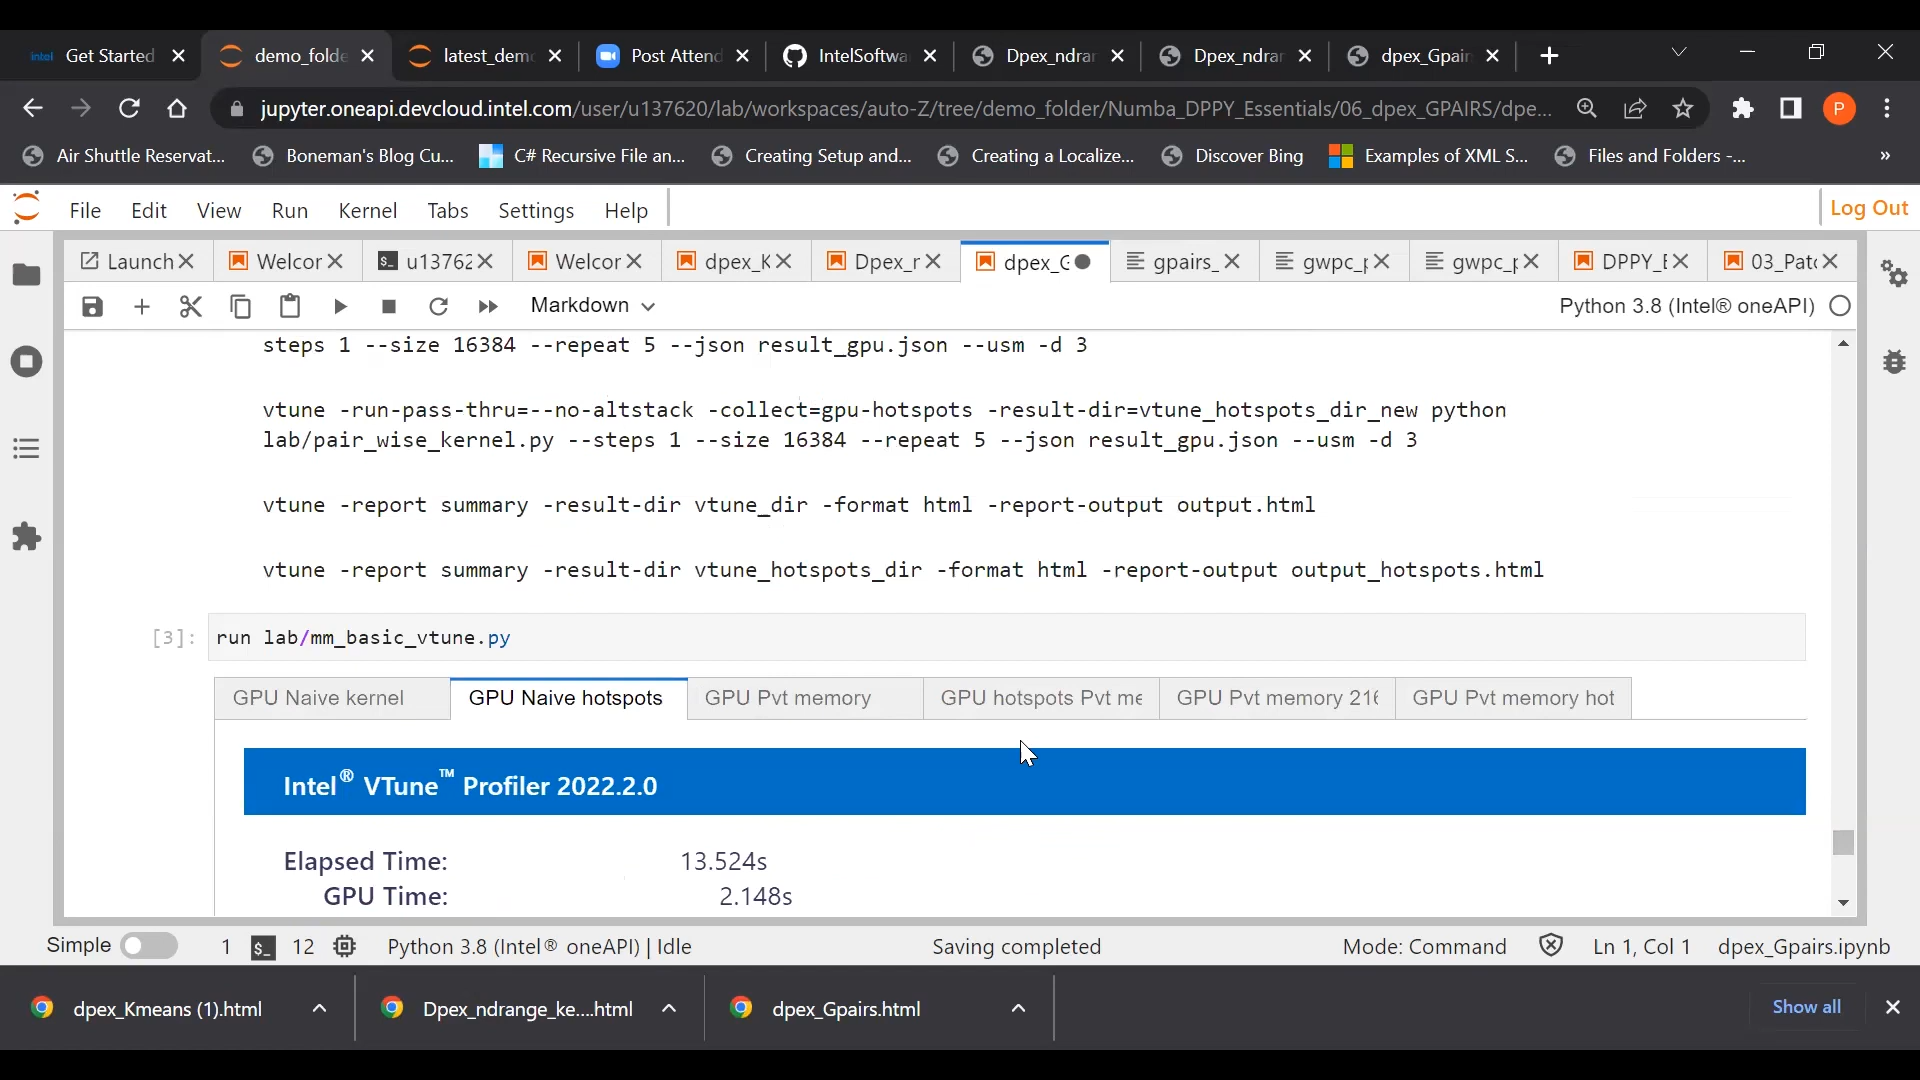 intel Get Started
demo_folde
latest_demo
Post Attend
IntelSoftwa
Dpex_ndran
Dpex_ndran
dpex_Gpair
jupyter.oneapi.devcloud.intel.com/user/u137620/lab/workspaces/auto-Z/tree/demo_folder/Numba_DPPY_Essentials/06_dpex_GPAIRS/dpe...
P
Air Shuttle Reservat...
Boneman's Blog Cu...
C# Recursive File an...
Creating Setup and...
Creating a Localize...
Discover Bing
Examples of XML S...
Files and Folders -...
»
File Edit View Run Kernel Tabs Settings Help
Log Out
Launch
Welcor
u13762
Welcor
dpex_K
Dpex_r
dpex_G
gpairs_
gwpc_p
gwpc_p
DPPY_E
03_Patc
Markdown
Python 3.8 (Intel® oneAPI)
steps 1 --size 16384 --repeat 5 --json result_gpu.json --usm -d 3
vtune -run-pass-thru=--no-altstack -collect=gpu-hotspots -result-dir=vtune_hotspots_dir_new python
lab/pair_wise_kernel.py --steps 1 --size 16384 --repeat 5 --json result_gpu.json --usm -d 3
vtune -report summary -result-dir vtune_dir -format html -report-output output.html
vtune -report summary -result-dir vtune_hotspots_dir -format html -report-output output_hotspots.html
[3]: run lab/mm_basic_vtune.py
GPU Naive kernel
GPU Naive hotspots
GPU Pvt memory
GPU hotspots Pvt me
GPU Pvt memory 216
GPU Pvt memory hot
Intel® VTune™ Profiler 2022.2.0
Elapsed Time: 13.524s
GPU Time: 2.148s
Simple 1 $_ 12 Python 3.8 (Intel® oneAPI) | Idle Saving completed Mode: Command Ln 1, Col 1 dpex_Gpairs.ipynb
dpex_Kmeans (1).html
Dpex_ndrange_ke....html
dpex_Gpairs.html
Show all